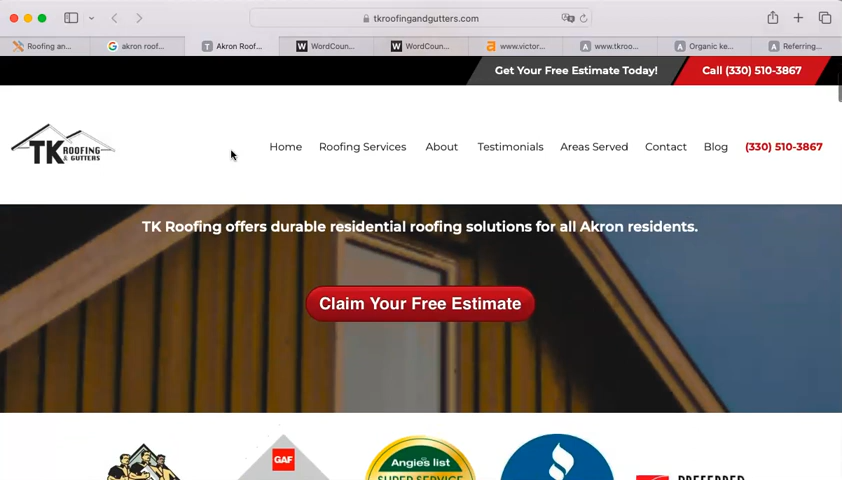 tkroofingandgutters.com
Roofing an...
akron roof...
Akron Roof...
WordCoun...
WordCoun...
www.victor...
www.tkroo...
Organic ke...
Referring...
Get Your Free Estimate Today!
Call (330) 510-3867
TK ROOFING
& GUTTERS
Home
Roofing Services
About
Testimonials
Areas Served
Contact
Blog
(330) 510-3867
TK Roofing offers durable residential roofing solutions for all Akron residents.
Claim Your Free Estimate
GAF
Angie's list
SUPER SERVICE
PREFERRED